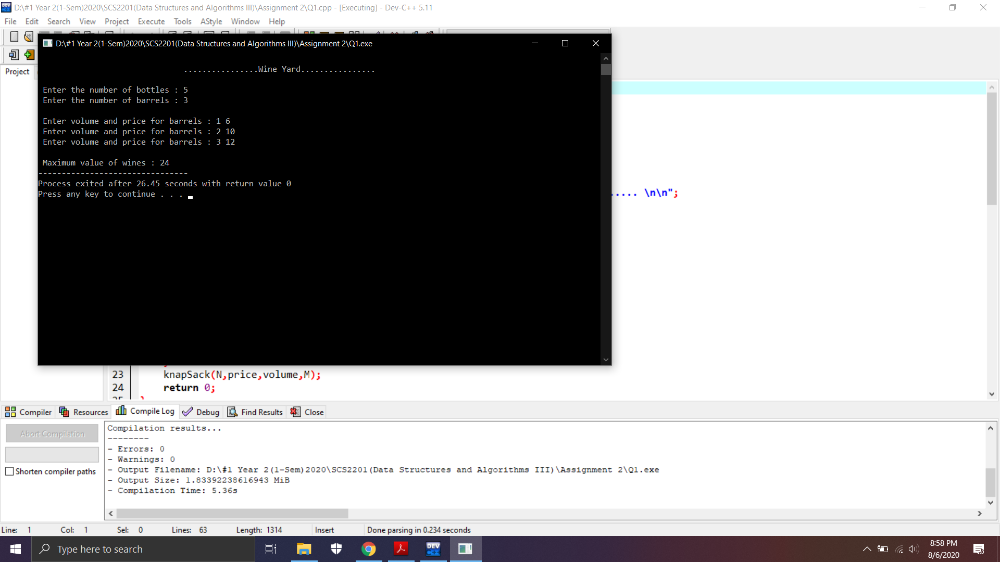 D:\#1 Year 2(1-Sem)2020\SCS2201(Data Structures and Algorithms III)\Assignment 2\Q1.cpp - [Executing] - Dev-C++ 5.11
File Edit Search View Project Execute Tools AStyle Window Help
D:\#1 Year 2(1-Sem)2020\SCS2201(Data Structures and Algorithms III)\Assignment 2\Q1.exe
Project
................Wine Yard................
Enter the number of bottles : 5
Enter the number of barrels : 3
Enter volume and price for barrels : 1 6
Enter volume and price for barrels : 2 10
Enter volume and price for barrels : 3 12
Maximum value of wines : 24
--------------------------------
Process exited after 26.45 seconds with return value 0
Press any key to continue . . .
..... \n\n";
23 knapSack(N,price,volume,M);
24 return 0;
Compiler Resources Compile Log Debug Find Results Close
Abort Compilation
Shorten compiler paths
Compilation results...
--------
- Errors: 0
- Warnings: 0
- Output Filename: D:\#1 Year 2(1-Sem)2020\SCS2201(Data Structures and Algorithms III)\Assignment 2\Q1.exe
- Output Size: 1.83392238616943 MiB
- Compilation Time: 5.36s
Line: 1 Col: 1 Sel: 0 Lines: 63 Length: 1314 Insert Done parsing in 0.234 seconds
Type here to search
DEV
C++
8:58 PM
8/6/2020